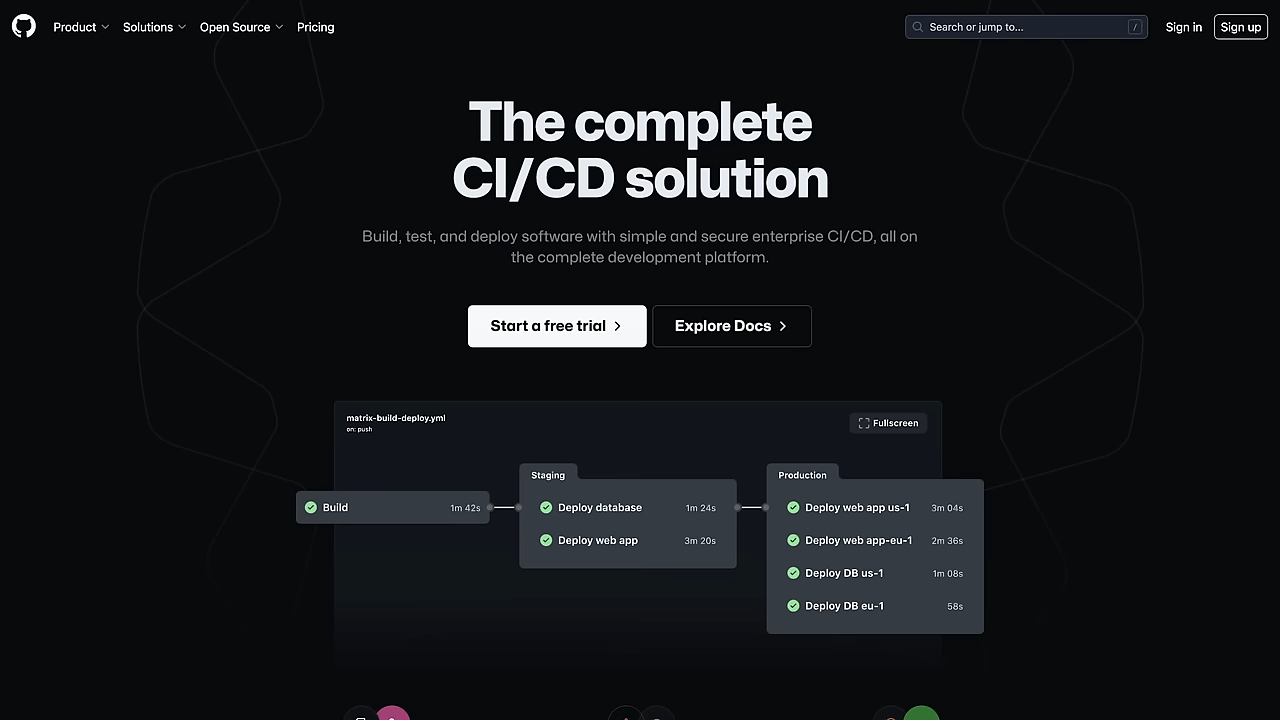 Product
Solutions
Open Source
Pricing
Search or jump to...
/
Sign in
Sign up
The complete
CI/CD solution
Build, test, and deploy software with simple and secure enterprise CI/CD, all on
the complete development platform.
Start a free trial
Explore Docs
matrix-build-deploy.yml
on: push
Fullscreen
Build 1m 42s
Staging
Deploy database 1m 24s
Deploy web app 3m 20s
Production
Deploy web app us-1 3m 04s
Deploy web app-eu-1 2m 36s
Deploy DB us-1 1m 08s
Deploy DB eu-1 58s